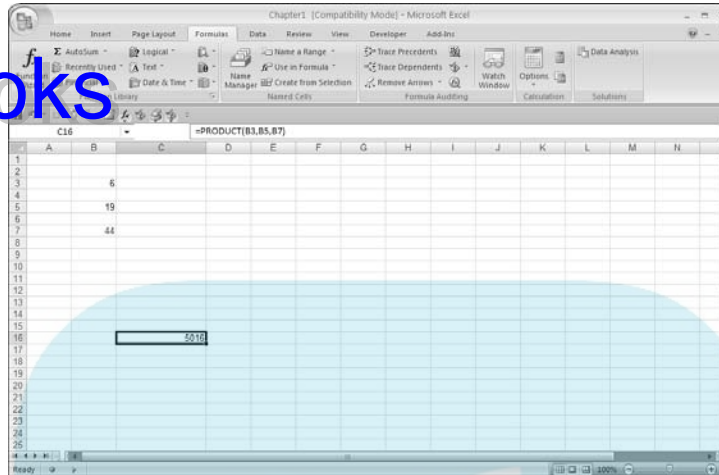 Chapter1 [Compatibility Mode] - Microsoft Excel
Home Insert Page Layout Formulas Data Review View Developer Add-Ins
Σ AutoSum Logical Name a Range Trace Precedents Data Analysis
Recently Used Text Use in Formula Trace Dependents
Date & Time Name Manager Create from Selection Remove Arrows Watch Window Options
Named Cells Formula Auditing Calculation Solutions
oks
C16 =PRODUCT(B3,B5,B7)
A B C D E F G H I J K L M N
1
2
3 6
4
5 19
6
7 44
8
9
10
11
12
13
14
15
16 5016
17
18
19
20
21
22
23
24
25
Ready 100%